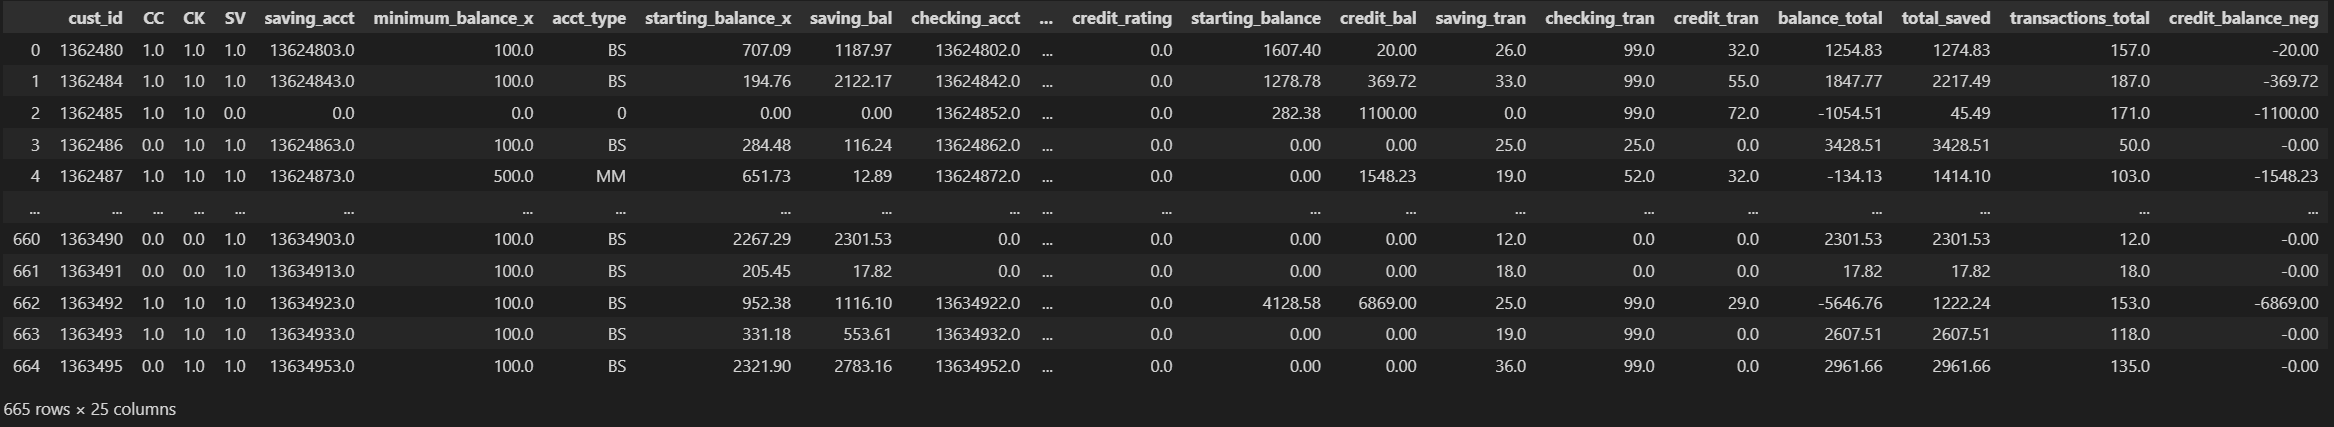 cust_id CC CK SV saving_acct minimum_balance_x acct_type starting_balance_x saving_bal checking_acct ... credit_rating starting_balance credit_bal saving_tran checking_tran credit_tran balance_total total_saved transactions_total credit_balance_neg
0 1362480 1.0 1.0 1.0 13624803.0 100.0 BS 707.09 1187.97 13624802.0 ... 0.0 1607.40 20.00 26.0 99.0 32.0 1254.83 1274.83 157.0 -20.00
1 1362484 1.0 1.0 1.0 13624843.0 100.0 BS 194.76 2122.17 13624842.0 ... 0.0 1278.78 369.72 33.0 99.0 55.0 1847.77 2217.49 187.0 -369.72
2 1362485 1.0 1.0 0.0 0.0 0.0 0 0.00 0.00 13624852.0 ... 0.0 282.38 1100.00 0.0 99.0 72.0 -1054.51 45.49 171.0 -1100.00
3 1362486 0.0 1.0 1.0 13624863.0 100.0 BS 284.48 116.24 13624862.0 ... 0.0 0.00 0.00 25.0 25.0 0.0 3428.51 3428.51 50.0 -0.00
4 1362487 1.0 1.0 1.0 13624873.0 500.0 MM 651.73 12.89 13624872.0 ... 0.0 0.00 1548.23 19.0 52.0 32.0 -134.13 1414.10 103.0 -1548.23
... ... ... ... ... ... ... ... ... ... ... ... ... ... ... ... ... ... ... ... ... ...
660 1363490 0.0 0.0 1.0 13634903.0 100.0 BS 2267.29 2301.53 0.0 ... 0.0 0.00 0.00 12.0 0.0 0.0 2301.53 2301.53 12.0 -0.00
661 1363491 0.0 0.0 1.0 13634913.0 100.0 BS 205.45 17.82 0.0 ... 0.0 0.00 0.00 18.0 0.0 0.0 17.82 17.82 18.0 -0.00
662 1363492 1.0 1.0 1.0 13634923.0 100.0 BS 952.38 1116.10 13634922.0 ... 0.0 4128.58 6869.00 25.0 99.0 29.0 -5646.76 1222.24 153.0 -6869.00
663 1363493 1.0 1.0 1.0 13634933.0 100.0 BS 331.18 553.61 13634932.0 ... 0.0 0.00 0.00 19.0 99.0 0.0 2607.51 2607.51 118.0 -0.00
664 1363495 0.0 1.0 1.0 13634953.0 100.0 BS 2321.90 2783.16 13634952.0 ... 0.0 0.00 0.00 36.0 99.0 0.0 2961.66 2961.66 135.0 -0.00
665 rows × 25 columns